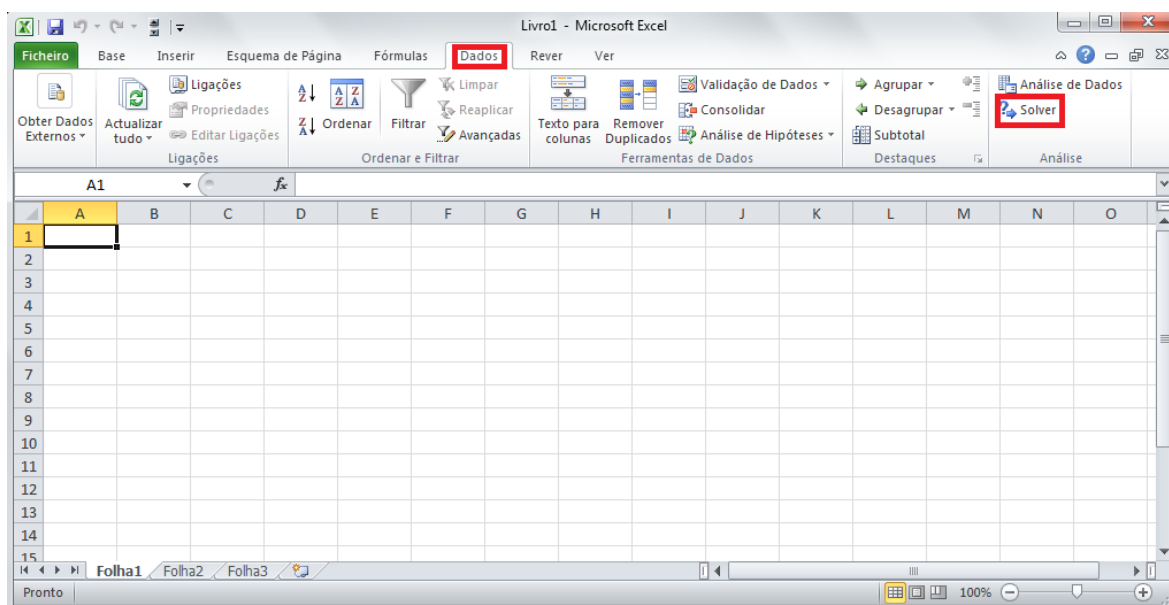 Livro1 - Microsoft Excel
Ficheiro Base Inserir Esquema de Página Fórmulas Dados Rever Ver
Obter Dados Externos
Actualizar tudo
Ligações
Propriedades
Editar Ligações
Ligações
Ordenar
Filtrar
Limpar
Reaplicar
Avançadas
Ordenar e Filtrar
Texto para colunas
Remover Duplicados
Validação de Dados
Consolidar
Análise de Hipóteses
Ferramentas de Dados
Agrupar
Desagrupar
Subtotal
Destaques
Análise de Dados
Solver
Análise
A1 fx
A B C D E F G H I J K L M N O
1
2
3
4
5
6
7
8
9
10
11
12
13
14
15
Folha1 Folha2 Folha3
Pronto 100%